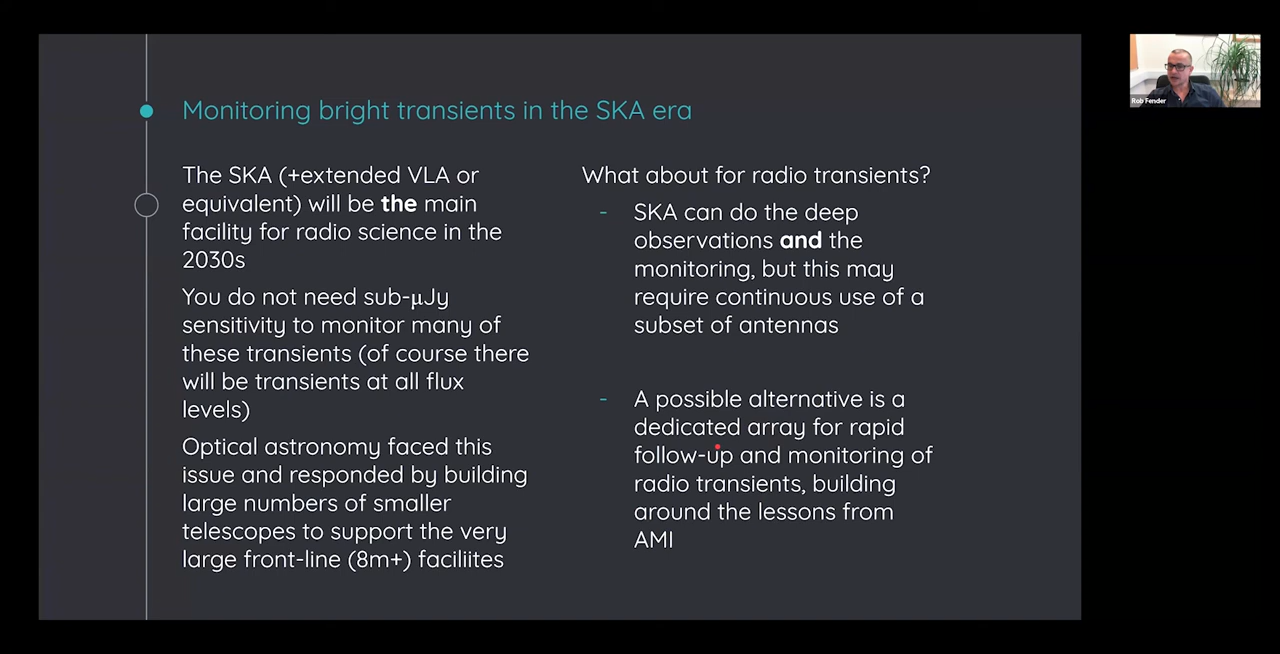 Monitoring bright transients in the SKA era
The SKA (+extended VLA or
equivalent) will be the main
facility for radio science in the
2030s
You do not need sub-μJy
sensitivity to monitor many of
these transients (of course there
will be transients at all flux
levels)
Optical astronomy faced this
issue and responded by building
large numbers of smaller
telescopes to support the very
large front-line (8m+) faciliites
What about for radio transients?
- SKA can do the deep
observations and the
monitoring, but this may
require continuous use of a
subset of antennas
- A possible alternative is a
dedicated array for rapid
follow-up and monitoring of
radio transients, building
around the lessons from
AMI
Rob Fender